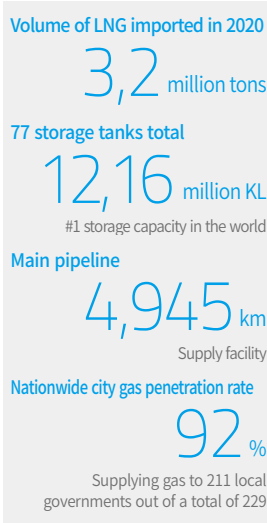 Volume of LNG imported in 2020
3,2 million tons
77 storage tanks total
12,16 million KL
#1 storage capacity in the world
Main pipeline
4,945 km
Supply facility
Nationwide city gas penetration rate
92 %
Supplying gas to 211 local
governments out of a total of 229